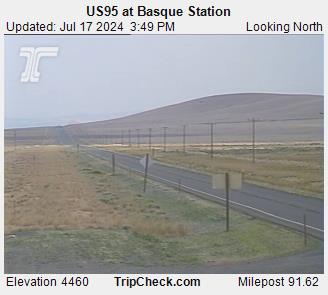 US95 at Basque Station
Updated: Jul 17 2024  3:49 PM Looking North
Elevation 4460 TripCheck.com Milepost 91.62